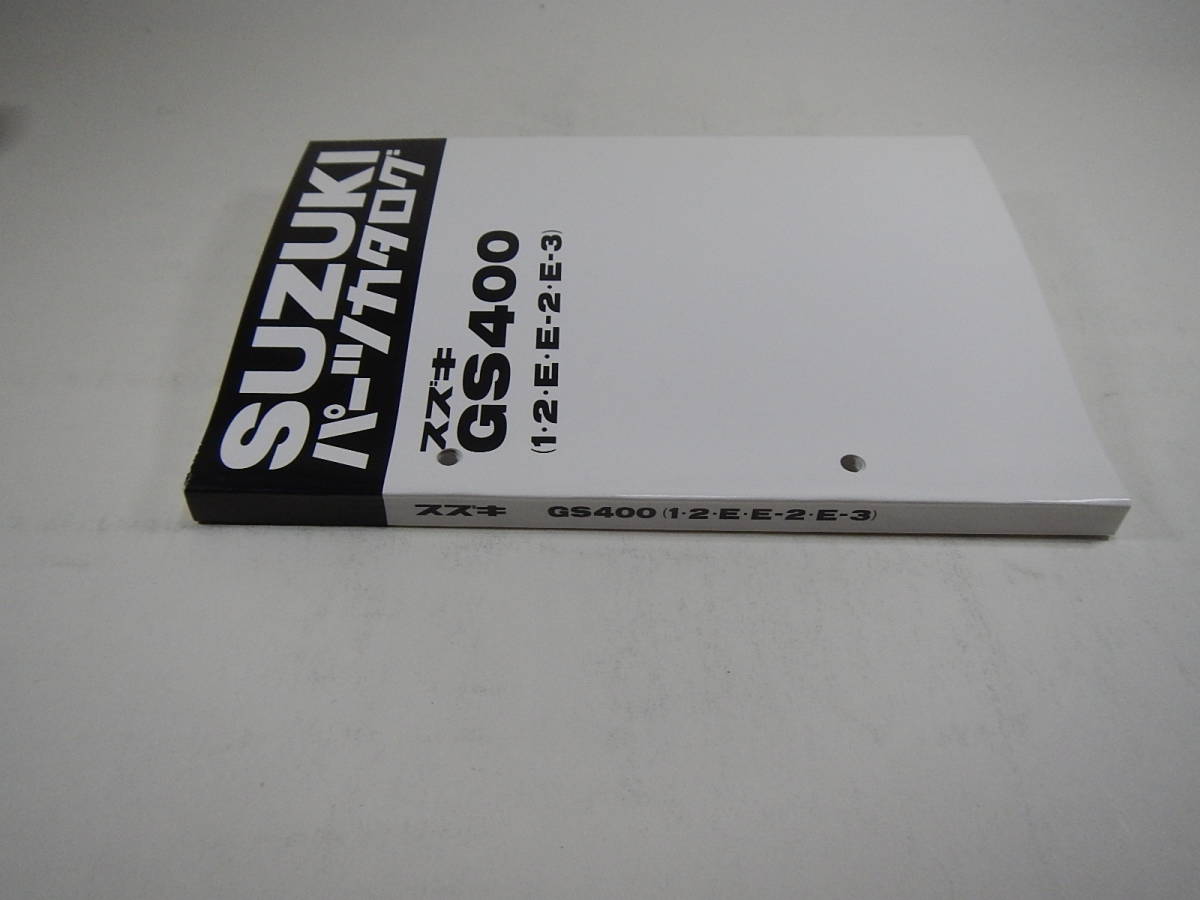 SUZUKI
パーツカタログ
スズキ
GS400
(1·2·E·E-2·E-3)
スズキ GS400(1·2·E·E-2·E-3)